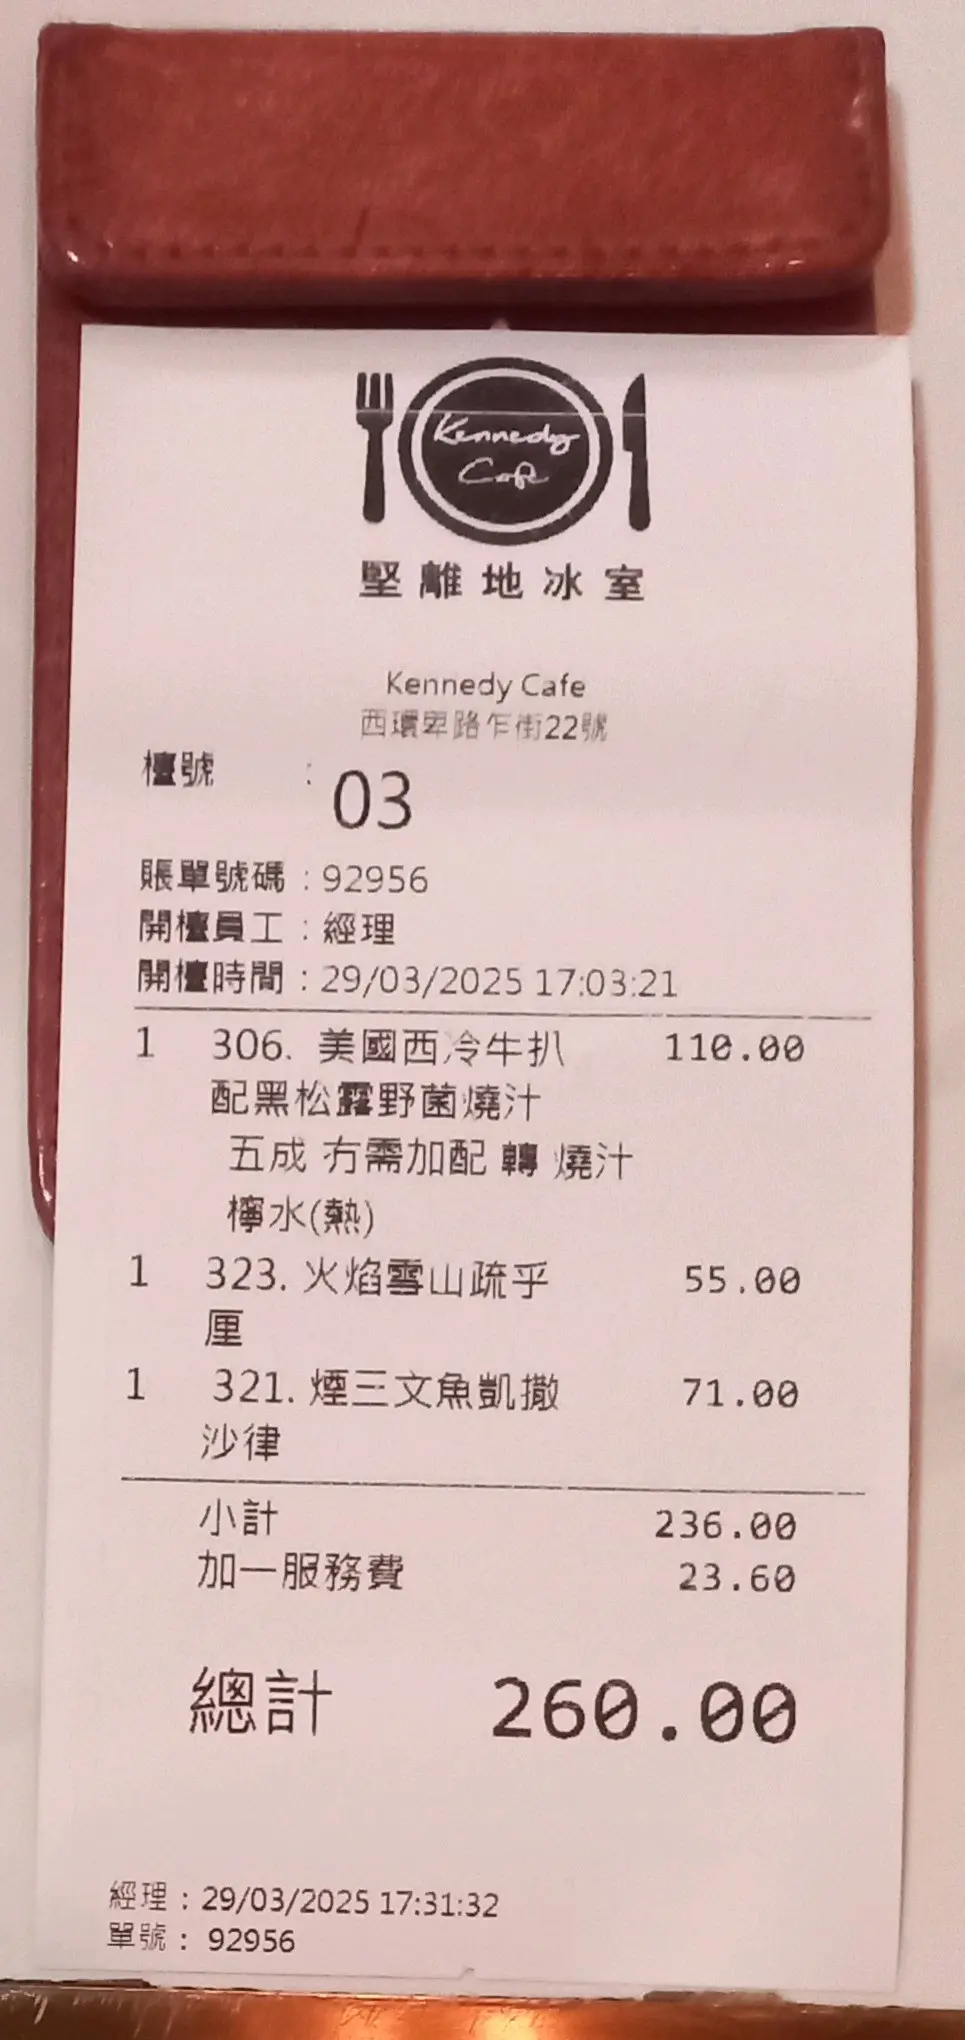 Kennedy
Cafe
堅離地冰室
Kennedy Cafe
西環卑路乍街22號
檯號 : 03
賬單號碼 : 92956
開檯員工 : 經理
開檯時間 : 29/03/2025 17:03:21
1 306. 美國西冷牛扒 110.00
配黑松露野菌燒汁
五成 冇需加配 轉 燒汁
檸水(熱)
1 323. 火焰雪山疏乎 55.00
厘
1 321. 煙三文魚凱撒 71.00
沙律
小計 236.00
加一服務費 23.60
總計 260.00
經理 : 29/03/2025 17:31:32
單號 : 92956